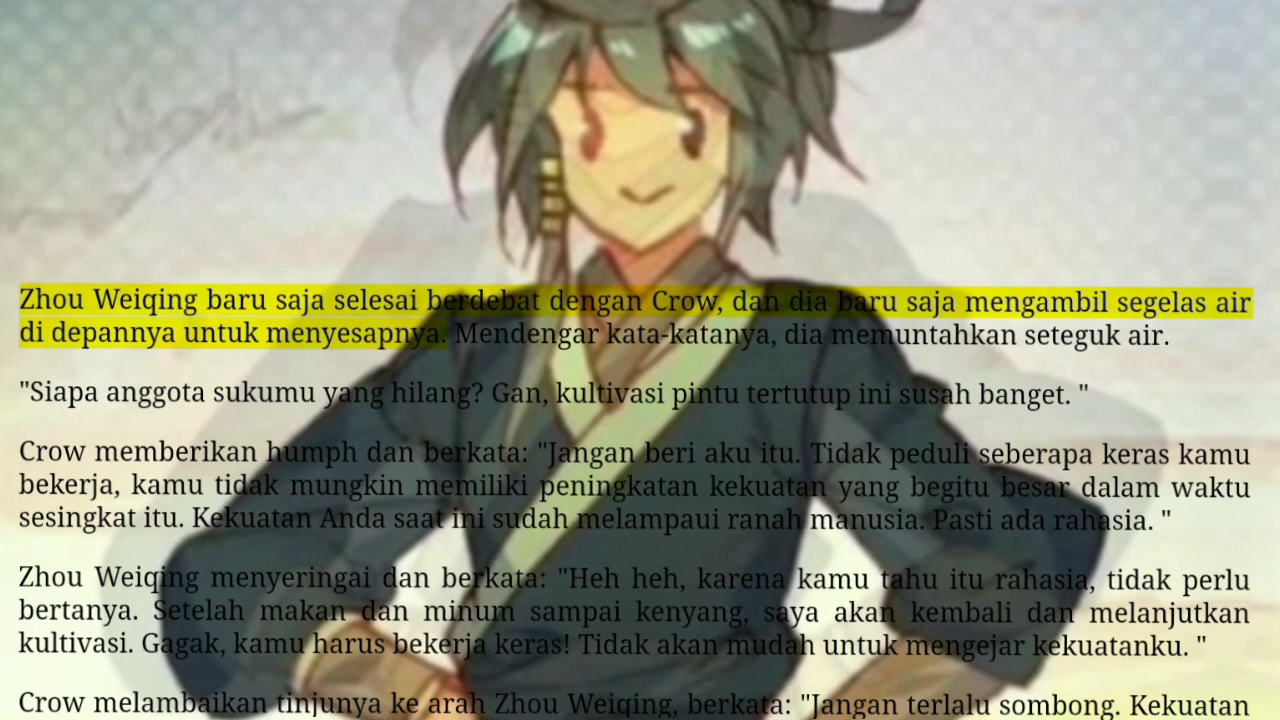 Zhou Weiqing baru saja selesai berdebat dengan Crow, dan dia baru saja mengambil segelas air
di depannya untuk menyesapnya. Mendengar kata-katanya, dia memuntahkan seteguk air.
"Siapa anggota sukumu yang hilang? Gan, kultivasi pintu tertutup ini susah banget. "
Crow memberikan humph dan berkata: "Jangan beri aku itu. Tidak peduli seberapa keras kamu
bekerja, kamu tidak mungkin memiliki peningkatan kekuatan yang begitu besar dalam waktu
sesingkat itu. Kekuatan Anda saat ini sudah melampaui ranah manusia. Pasti ada rahasia. "
Zhou Weiqing menyeringai dan berkata: "Heh heh, karena kamu tahu itu rahasia, tidak perlu
bertanya. Setelah makan dan minum sampai kenyang, saya akan kembali dan melanjutkan
kultivasi. Gagak, kamu harus bekerja keras! Tidak akan mudah untuk mengejar kekuatanku. "
Crow melambaikan tinjunya ke arah Zhou Weiqing, berkata: "Jangan terlalu sombong. Kekuatan